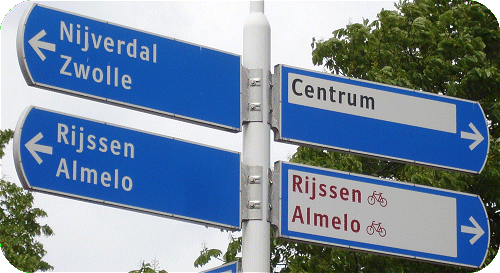 Nijverdal
Zwolle
Centrum
Rijssen
Almelo
Rijssen
Almelo